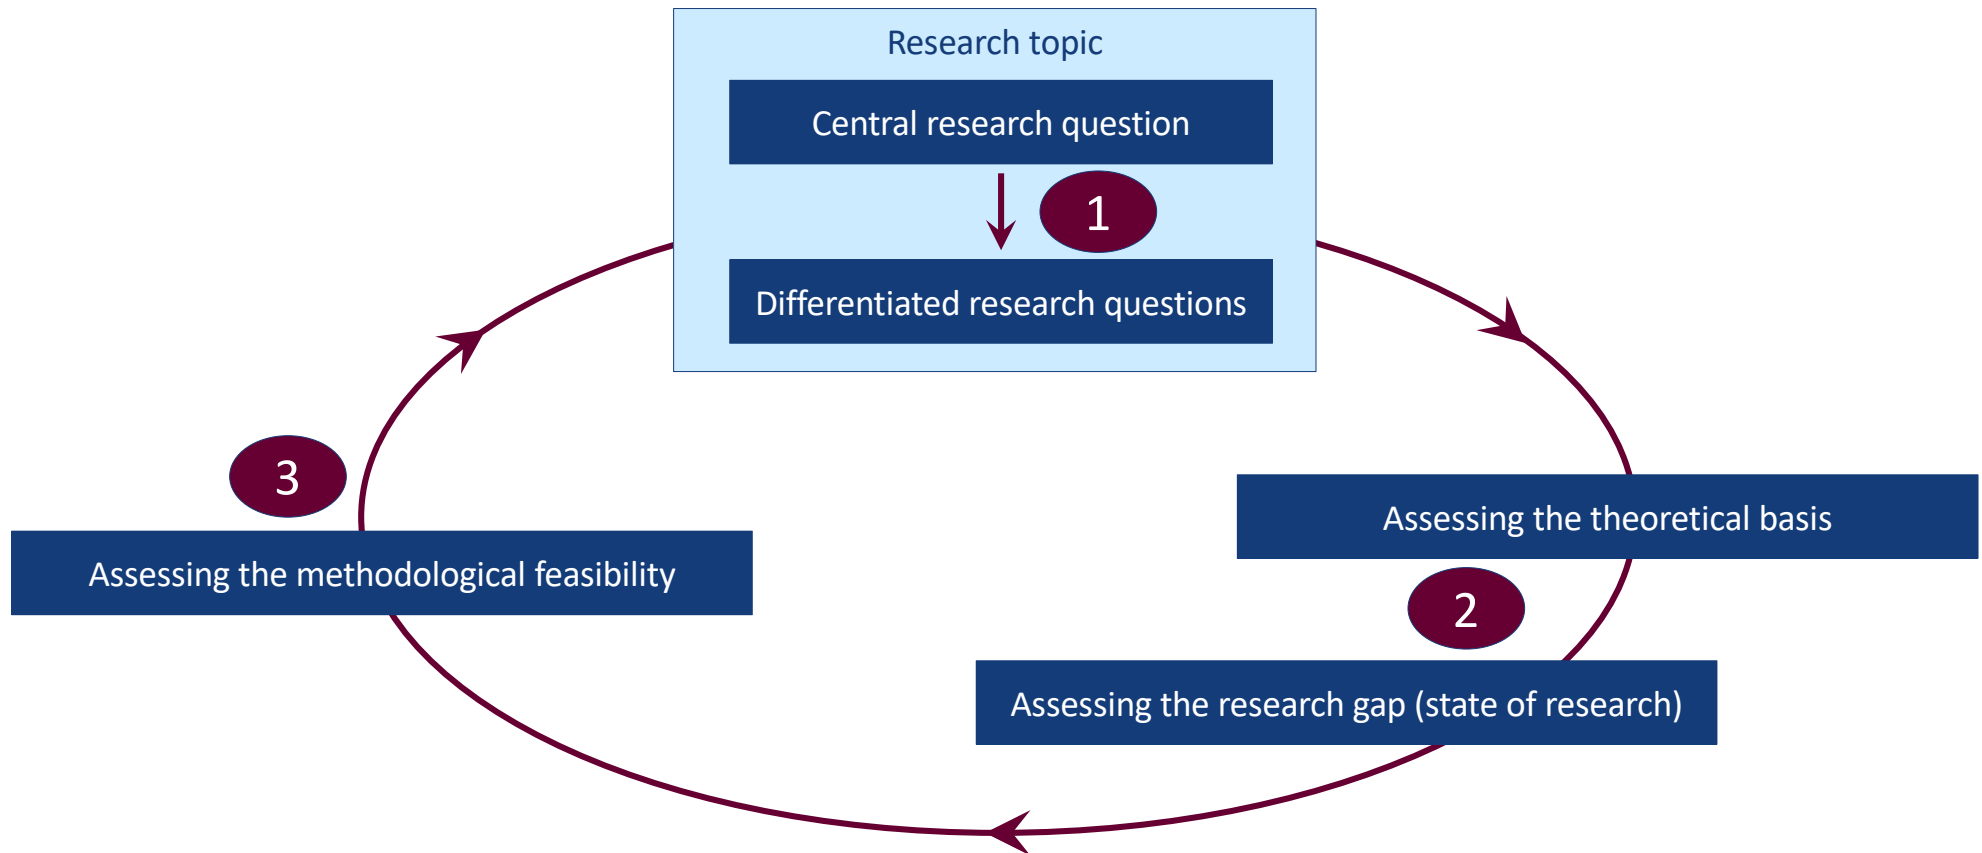 Research topic
Central research question
1
Differentiated research questions
3
Assessing the theoretical basis
Assessing the methodological feasibility
2
Assessing the research gap (state of research)